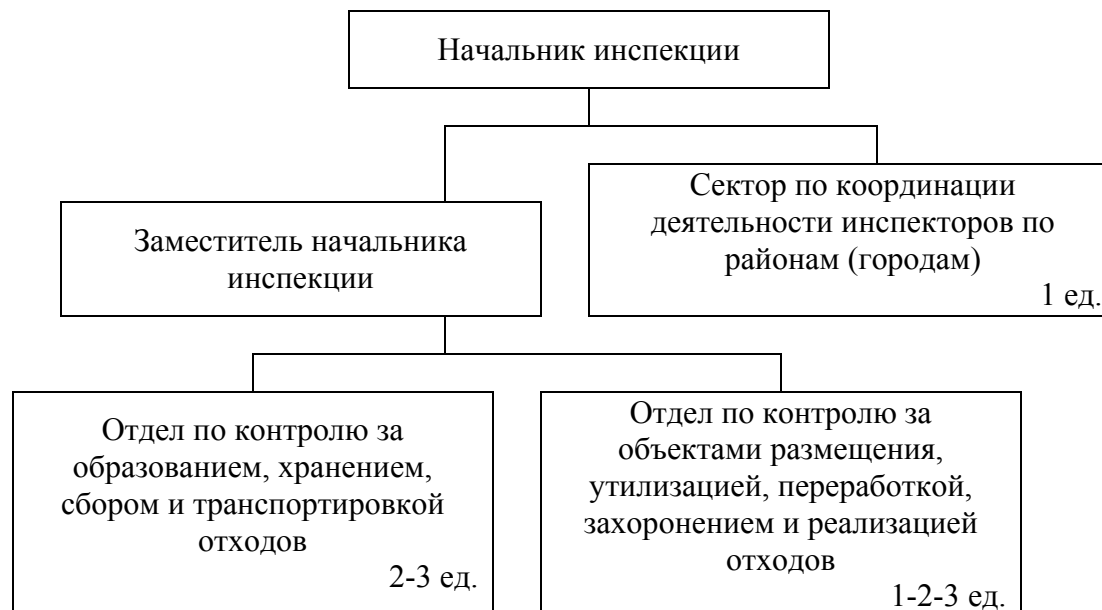 Начальник инспекции
Сектор по координации
деятельности инспекторов по
районам (городам)
1 ед.
Заместитель начальника
инспекции
Отдел по контролю за
образованием, хранением,
сбором и транспортировкой
отходов
2-3 ед.
Отдел по контролю за
объектами размещения,
утилизацией, переработкой,
захоронением и реализацией
отходов
1-2-3 ед.